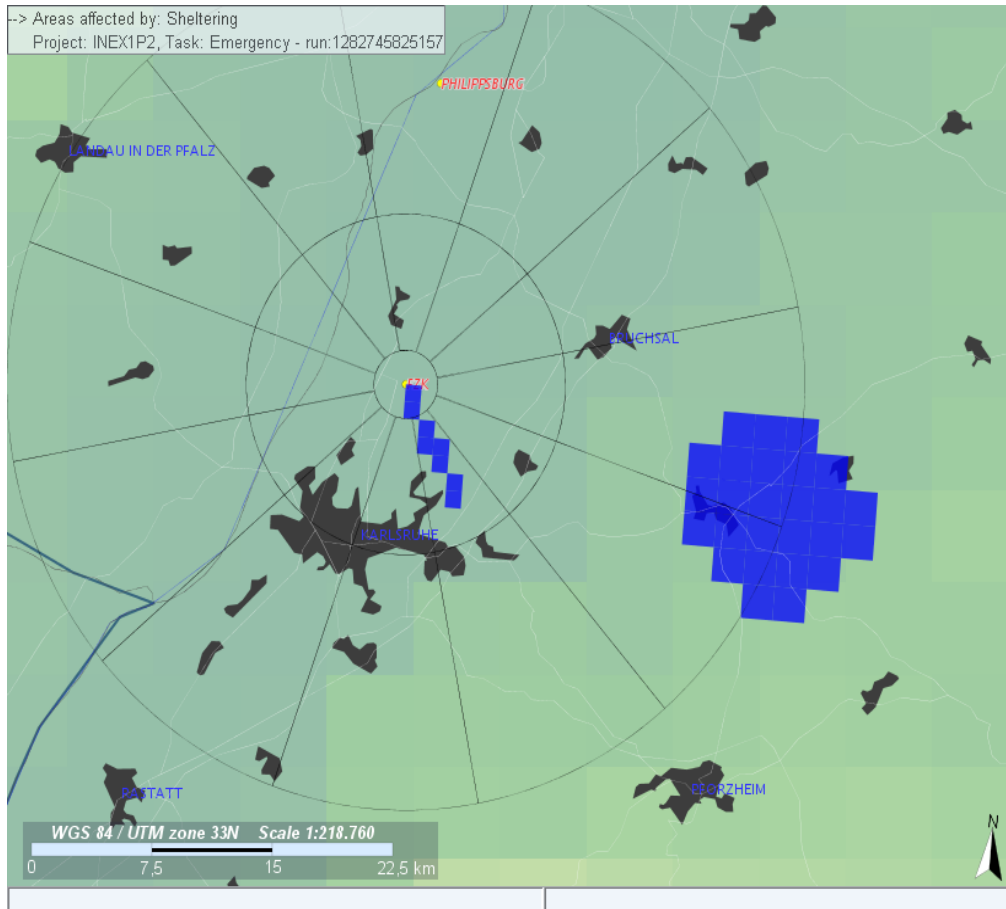 --> Areas affected by: Sheltering
Project: INEX1P2, Task: Emergency - run:1282745825157
PHILIPPSBURG
LANDAU IN DER PFALZ
BRUCHSAL
FZK
KARLSRUHE
RASTATT
PFORZHEIM
WGS 84 / UTM zone 33N Scale 1:218.760
0 7,5 15 22,5 km
N